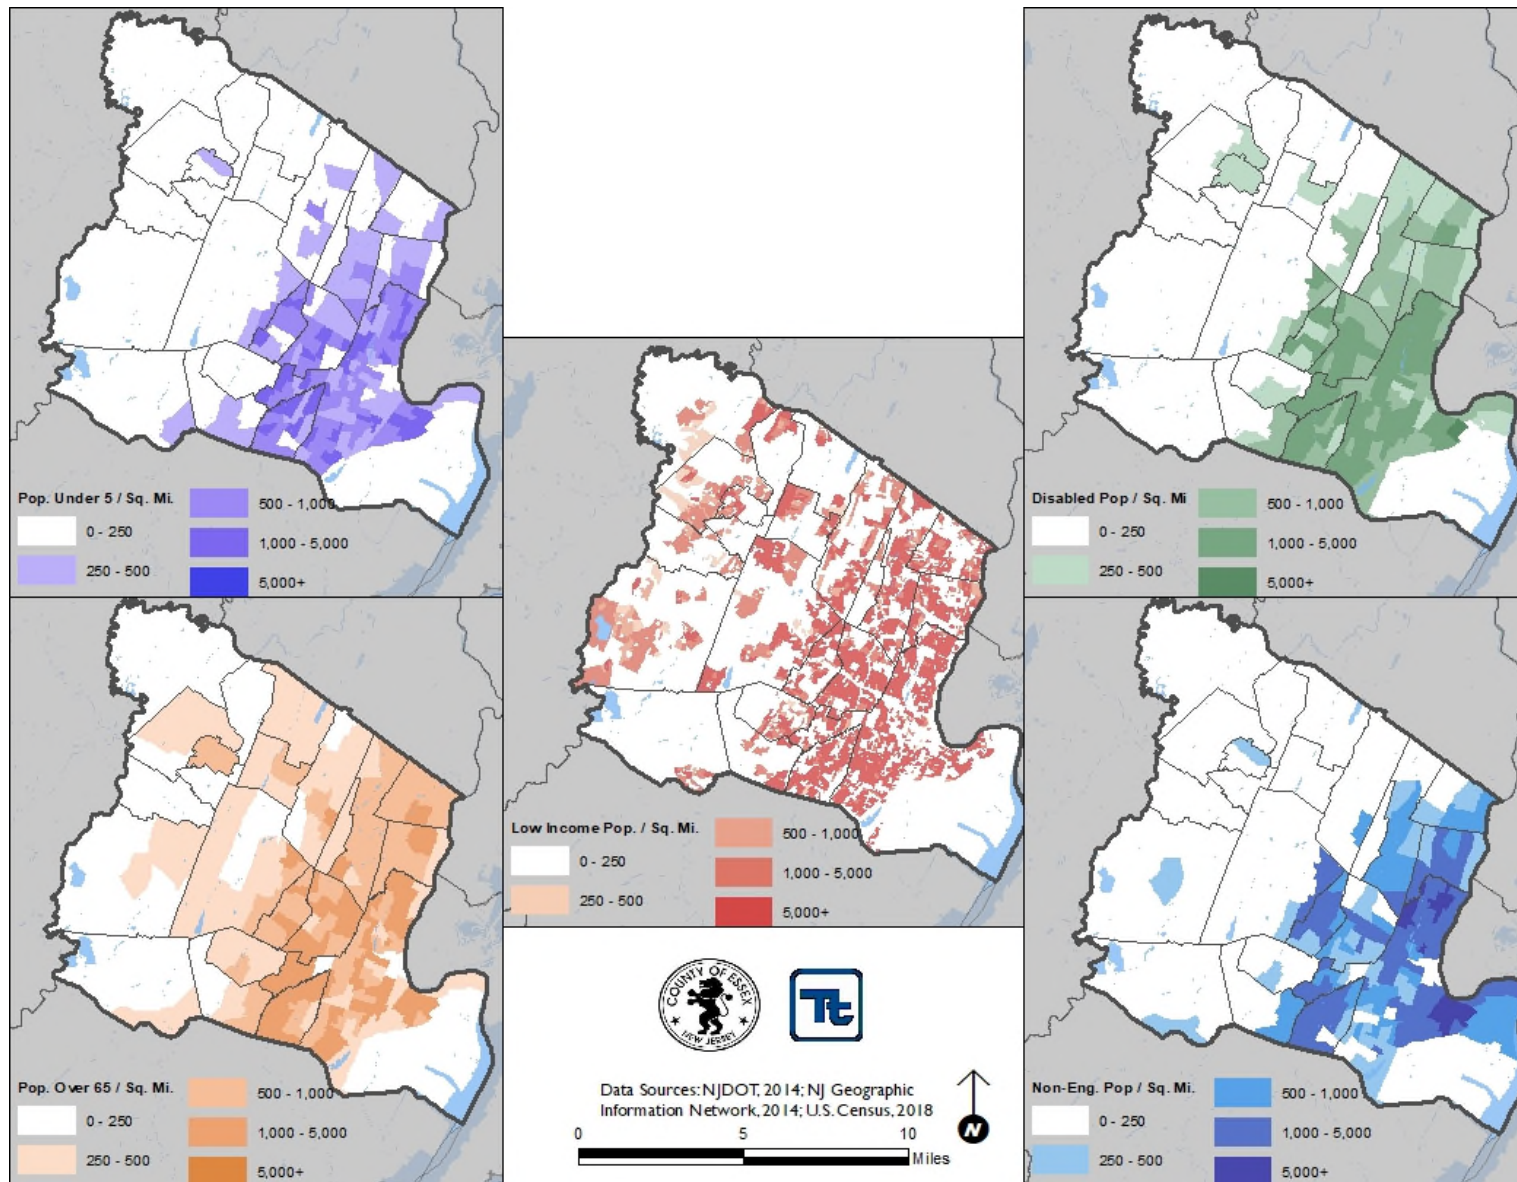 Pop. Under 5 / Sq. Mi.
0 - 250
250 - 500
500 - 1,000
1,000 - 5,000
5,000+
Disabled Pop / Sq. Mi
0 - 250
250 - 500
500 - 1,000
1,000 - 5,000
5,000+
Low Income Pop. / Sq. Mi.
0 - 250
250 - 500
500 - 1,000
1,000 - 5,000
5,000+
Pop. Over 65 / Sq. Mi.
0 - 250
250 - 500
500 - 1,000
1,000 - 5,000
5,000+
Non-Eng. Pop / Sq. Mi.
0 - 250
250 - 500
500 - 1,000
1,000 - 5,000
5,000+
COUNTY OF ESSEX
NEW JERSEY
Tt
Data Sources: NJDOT, 2014; NJ Geographic
Information Network, 2014; U.S. Census, 2018
N
0 5 10
Miles